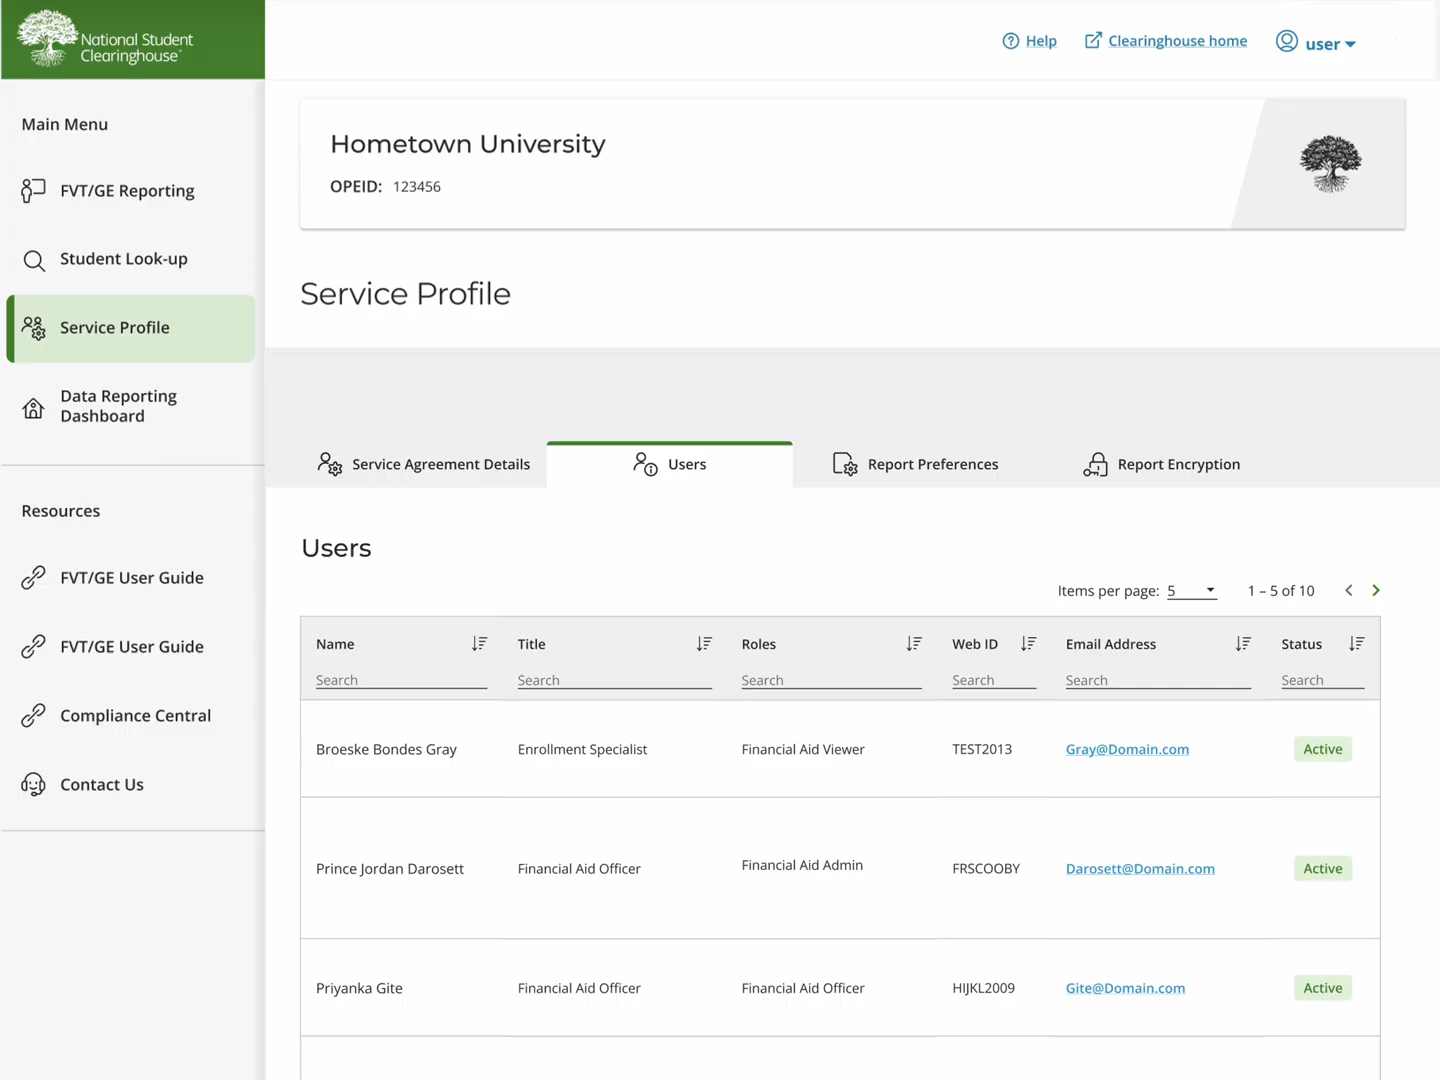 National Student
Clearinghouse®
Help
Clearinghouse home
user
Main Menu
FVT/GE Reporting
Student Look-up
Service Profile
Data Reporting
Dashboard
Resources
FVT/GE User Guide
FVT/GE User Guide
Compliance Central
Contact Us
Hometown University
OPEID: 123456
Service Profile
Service Agreement Details
Users
Report Preferences
Report Encryption
Users
Items per page: 5 1 – 5 of 10
Name Title Roles Web ID Email Address Status
Search Search Search Search Search Search
Broeske Bondes Gray Enrollment Specialist Financial Aid Viewer TEST2013 Gray@Domain.com Active
Prince Jordan Darosett Financial Aid Officer Financial Aid Admin FRSCOOBY Darosett@Domain.com Active
Priyanka Gite Financial Aid Officer Financial Aid Officer HIJKL2009 Gite@Domain.com Active